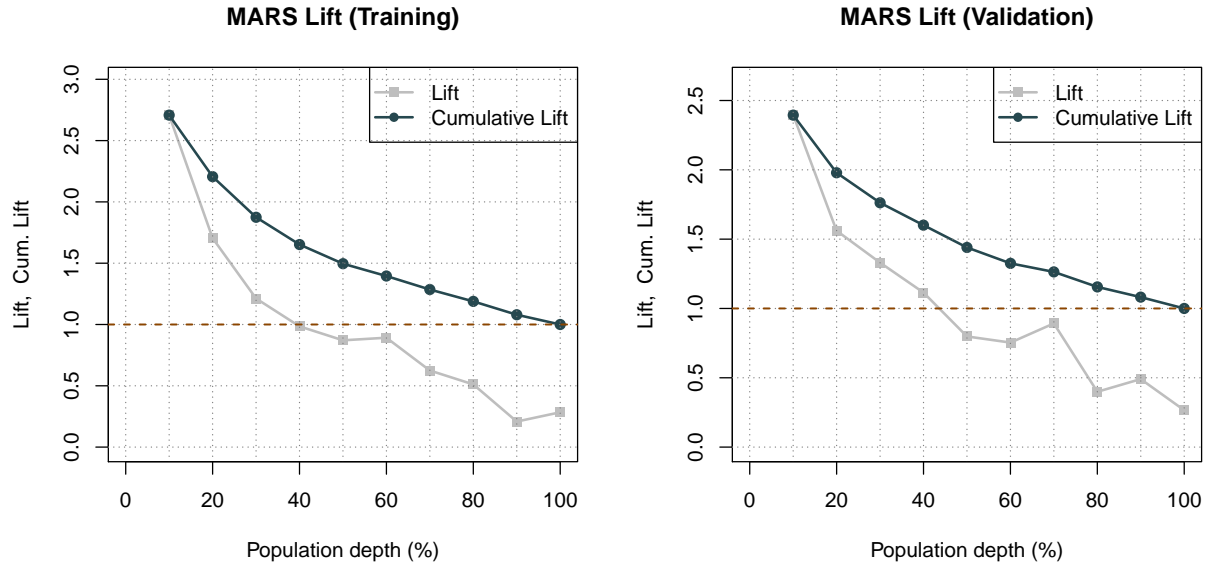 MARS Lift (Training)
Lift, Cum. Lift
3.0
2.5
2.0
1.5
1.0
0.5
0.0
Lift
Cumulative Lift
0 20 40 60 80 100
Population depth (%)
MARS Lift (Validation)
Lift, Cum. Lift
2.5
2.0
1.5
1.0
0.5
0.0
Lift
Cumulative Lift
0 20 40 60 80 100
Population depth (%)